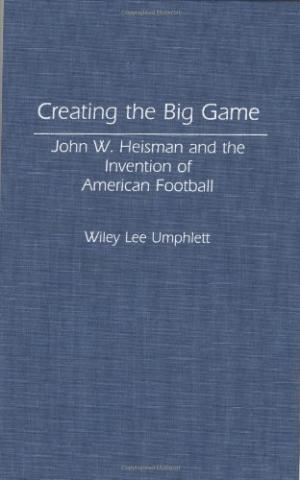 Creating the Big Game
John W. Heisman and the
Invention of
American Football
Wiley Lee Umphlett